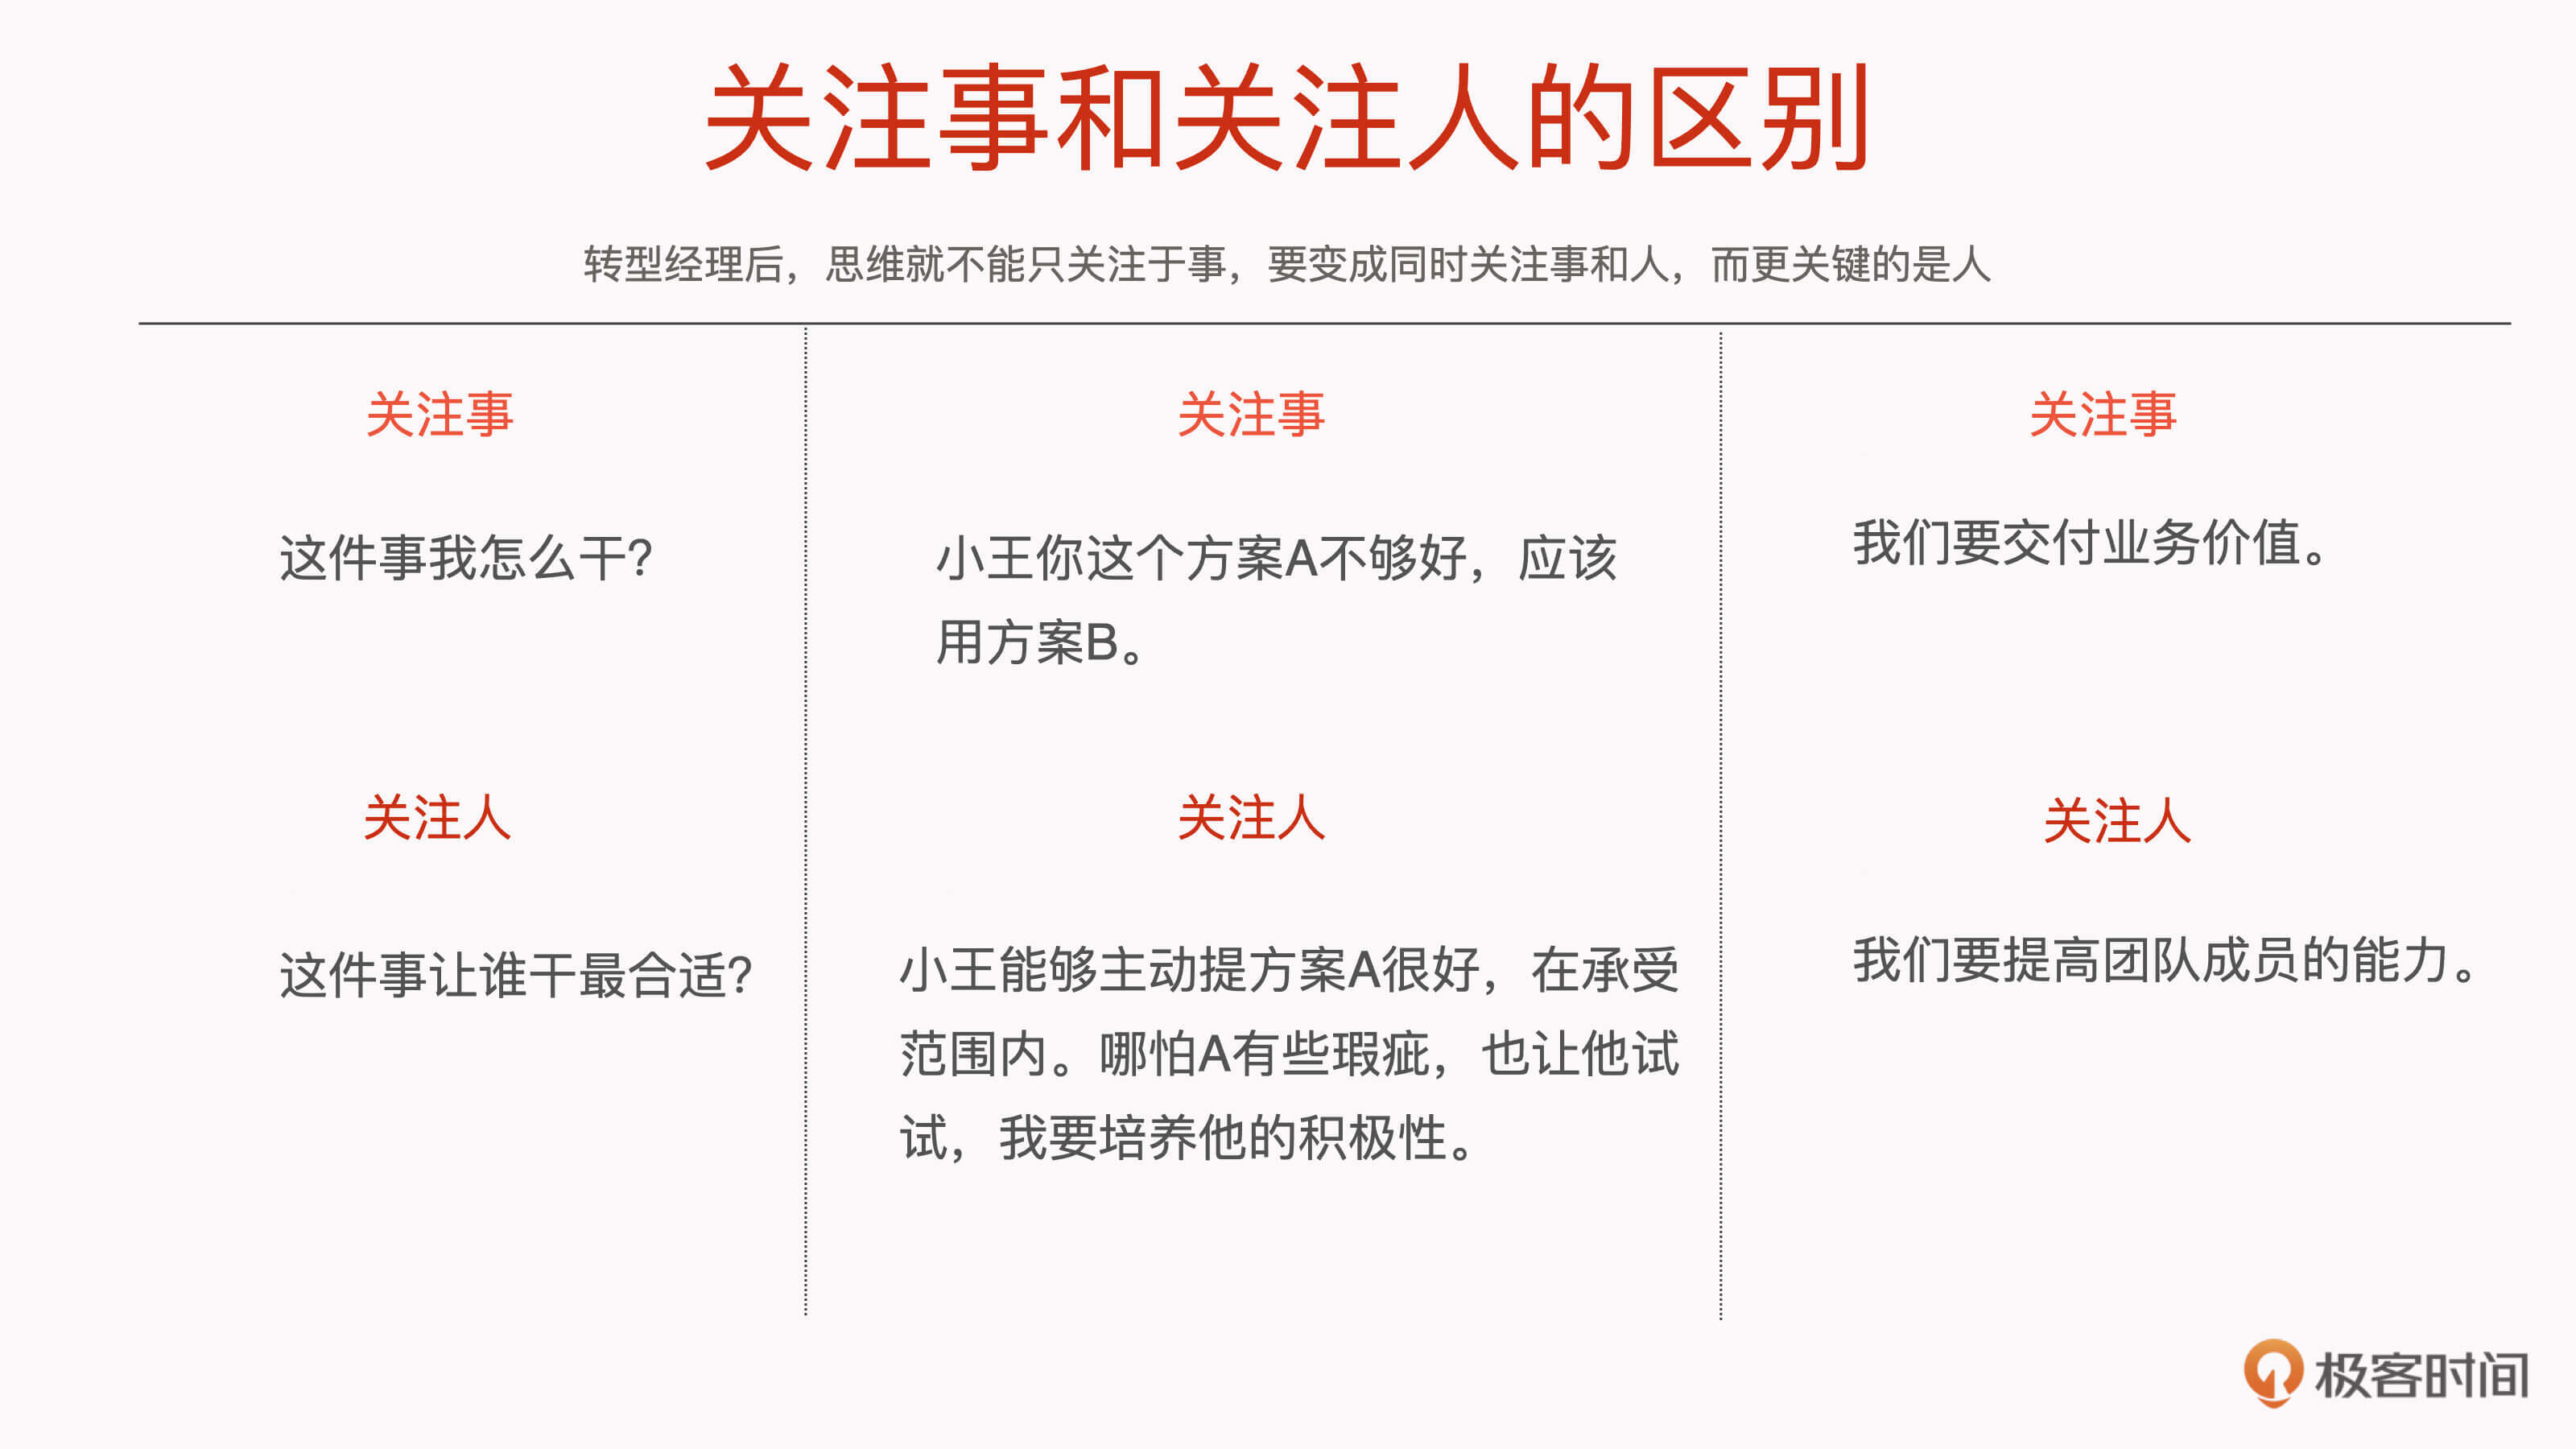 关注事和关注人的区别
转型经理后，思维就不能只关注于事，要变成同时关注事和人，而更关键的是人
关注事
这件事我怎么干？
关注人
这件事让谁干最合适？
关注事
小王你这个方案A不够好，应该
用方案B。
关注人
小王能够主动提方案A很好，在承受
范围内。哪怕A有些瑕疵，也让他试
试，我要培养他的积极性。
关注事
我们要交付业务价值。
关注人
我们要提高团队成员的能力。
极客时间